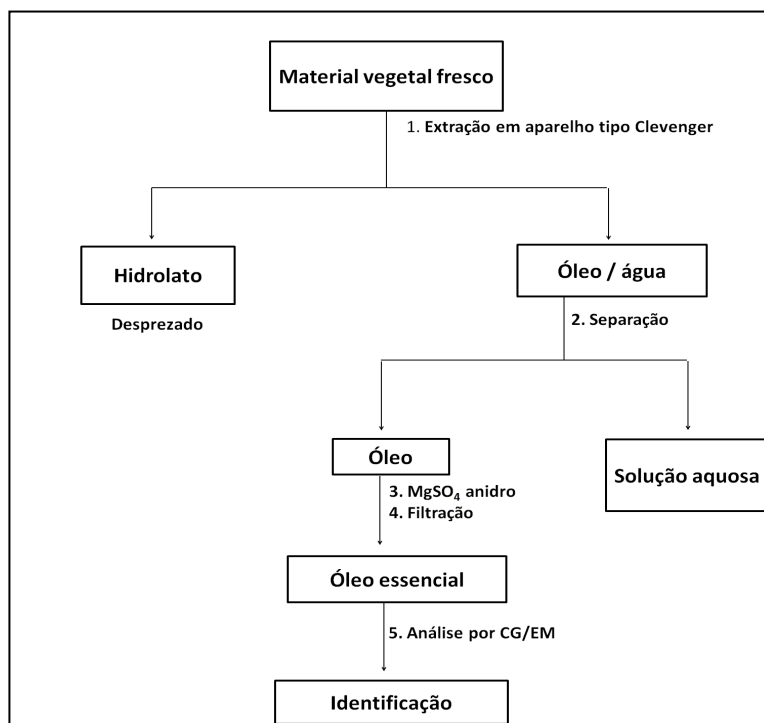 Material vegetal fresco
1. Extração em aparelho tipo Clevenger
Hidrolato
Óleo / água
Desprezado
2. Separação
Óleo
Solução aquosa
3. MgSO₄ anidro
4. Filtração
Óleo essencial
5. Análise por CG/EM
Identificação